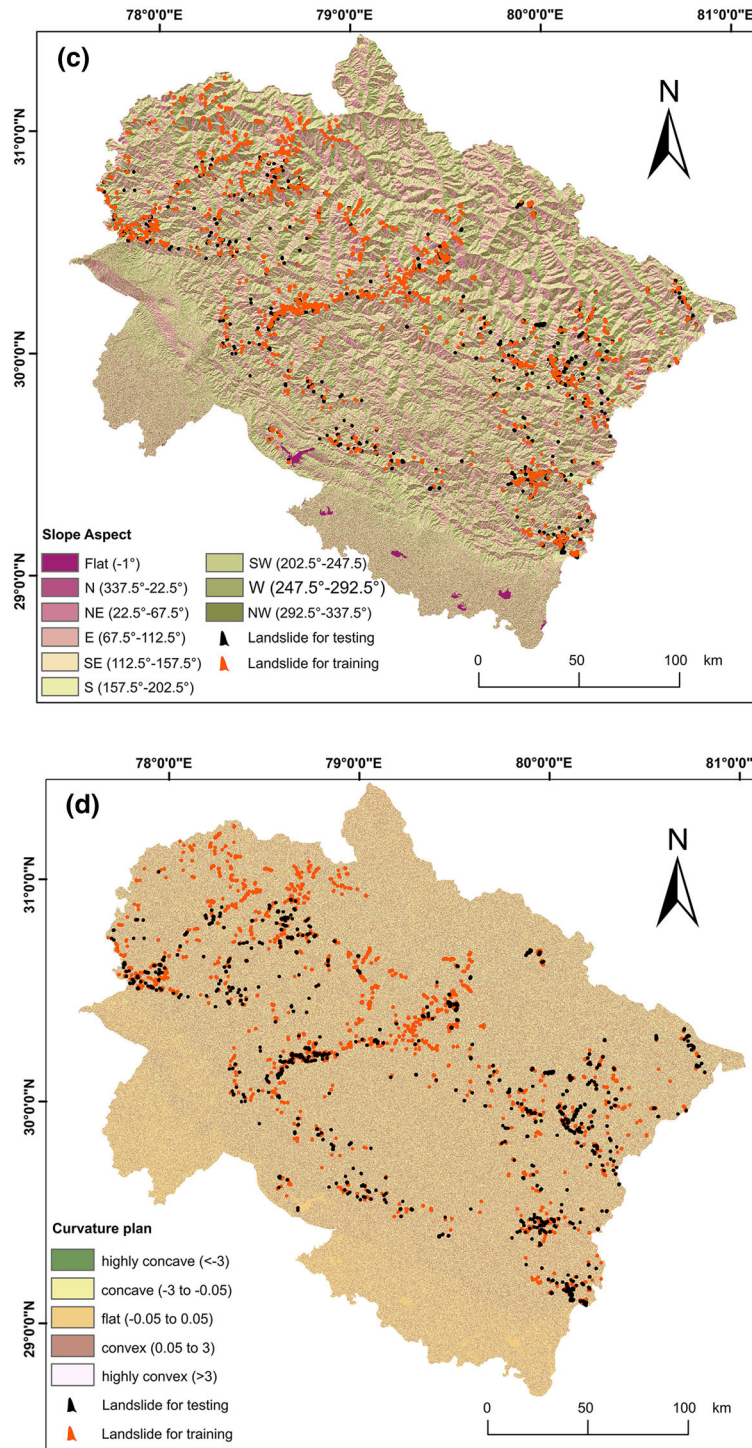 78°0'0"E 79°0'0"E 80°0'0"E 81°0'0"
(c)
N
31°0'0"N
30°0'0"N
29°0'0"N
Slope Aspect
Flat (-1°)
N (337.5°-22.5°)
NE (22.5°-67.5°)
E (67.5°-112.5°)
SE (112.5°-157.5°)
S (157.5°-202.5°)
SW (202.5°-247.5)
W (247.5°-292.5°)
NW (292.5°-337.5°)
Landslide for testing
Landslide for training
0 50 100 km
78°0'0"E 79°0'0"E 80°0'0"E 81°0'0"
(d)
N
31°0'0"N
30°0'0"N
29°0'0"N
Curvature plan
highly concave (<-3)
concave (-3 to -0.05)
flat (-0.05 to 0.05)
convex (0.05 to 3)
highly convex (>3)
Landslide for testing
Landslide for training
0 50 100 km